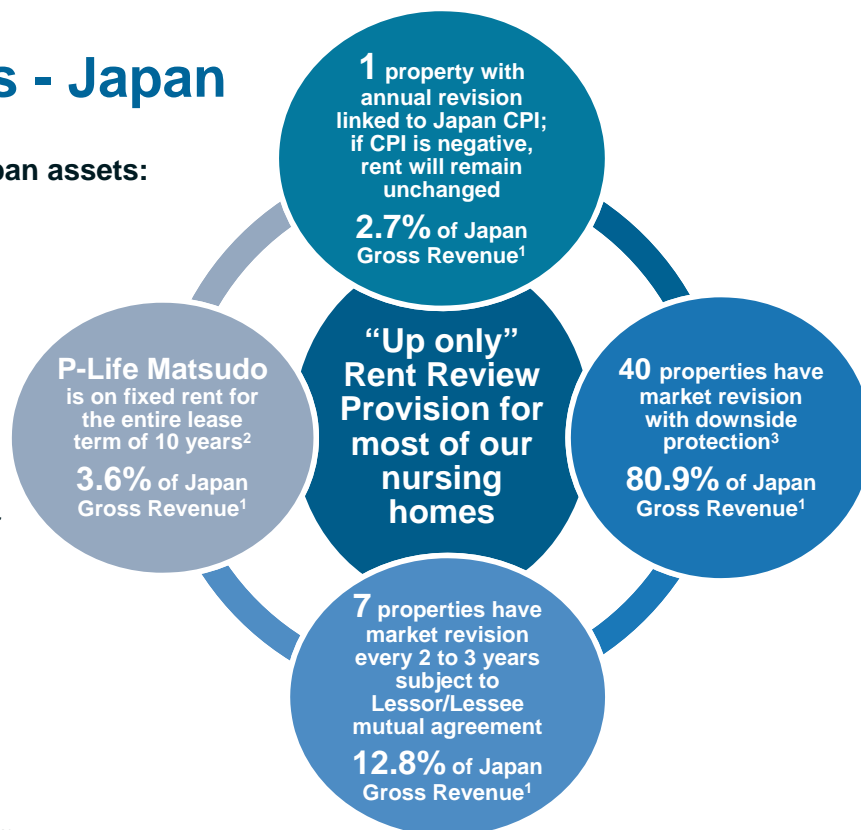 s - Japan
pan assets:
1 property with
annual revision
linked to Japan CPI;
if CPI is negative,
rent will remain
unchanged
2.7% of Japan
Gross Revenue1
P-Life Matsudo
is on fixed rent for
the entire lease
term of 10 years2
3.6% of Japan
Gross Revenue1
“Up only”
Rent Review
Provision for
most of our
nursing
homes
40 properties have
market revision
with downside
protection3
80.9% of Japan
Gross Revenue1
7 properties have
market revision
every 2 to 3 years
subject to
Lessor/Lessee
mutual agreement
12.8% of Japan
Gross Revenue1